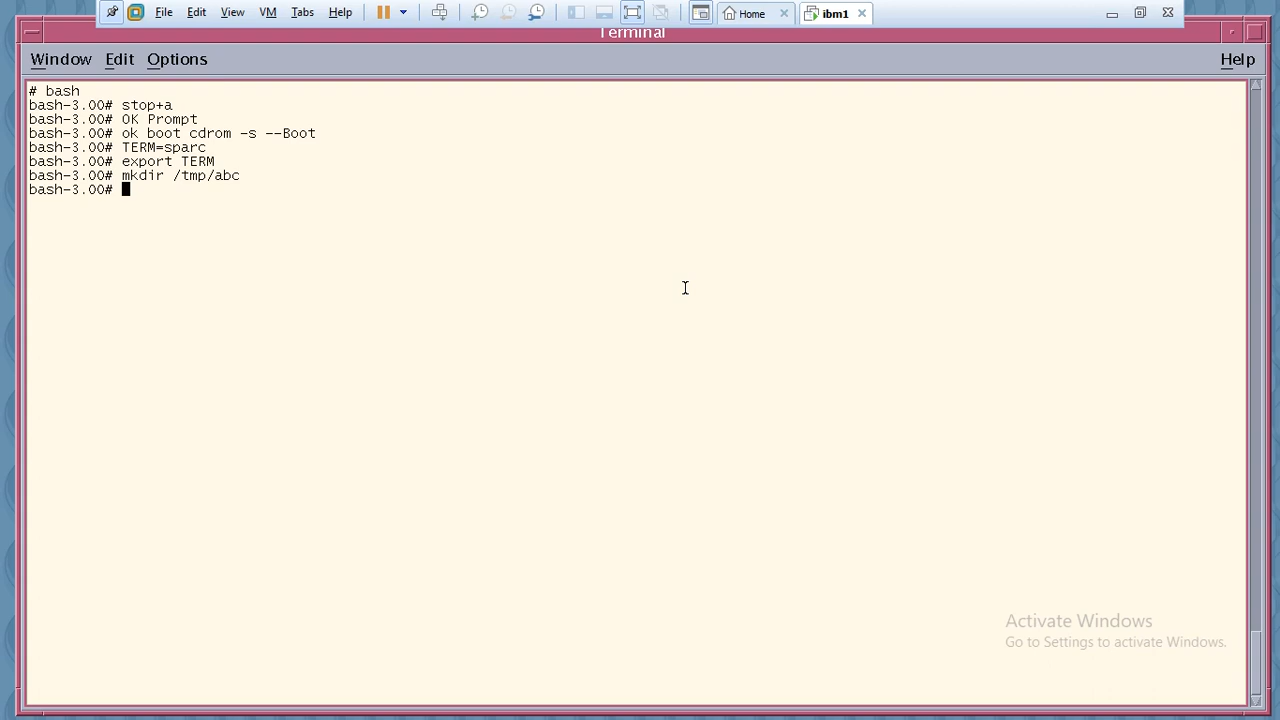 File Edit View VM Tabs Help Home ibm1
Terminal
Window Edit Options Help
# bash
bash-3.00# stop+a
bash-3.00# OK Prompt
bash-3.00# ok boot cdrom -s --Boot
bash-3.00# TERM=sparc
bash-3.00# export TERM
bash-3.00# mkdir /tmp/abc
bash-3.00#
Activate Windows
Go to Settings to activate Windows.